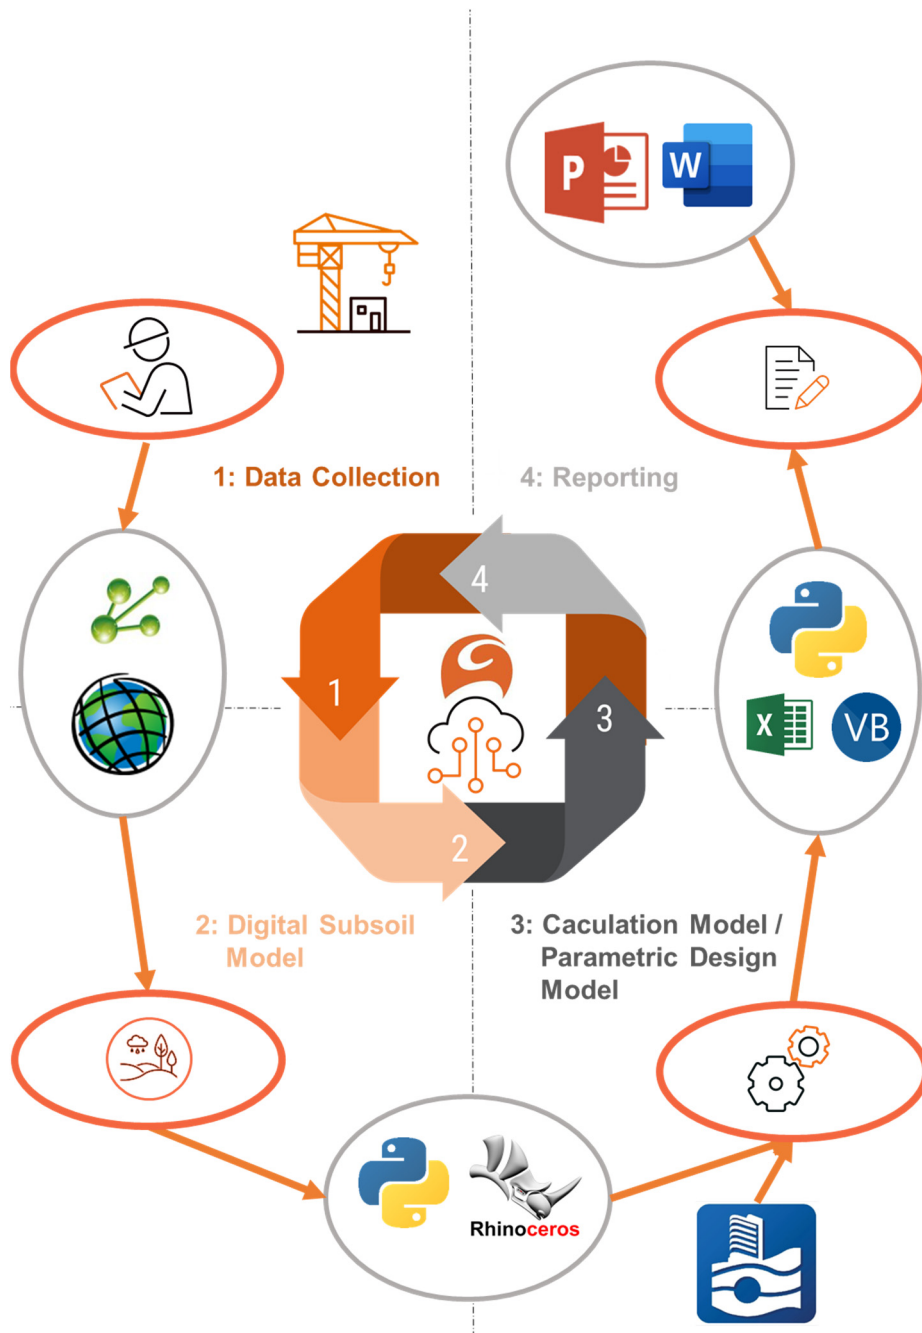 P
W
1: Data Collection
4: Reporting
4
1
3
X
VB
2
2: Digital Subsoil
Model
3: Caculation Model /
Parametric Design
Model
Rhinoceros